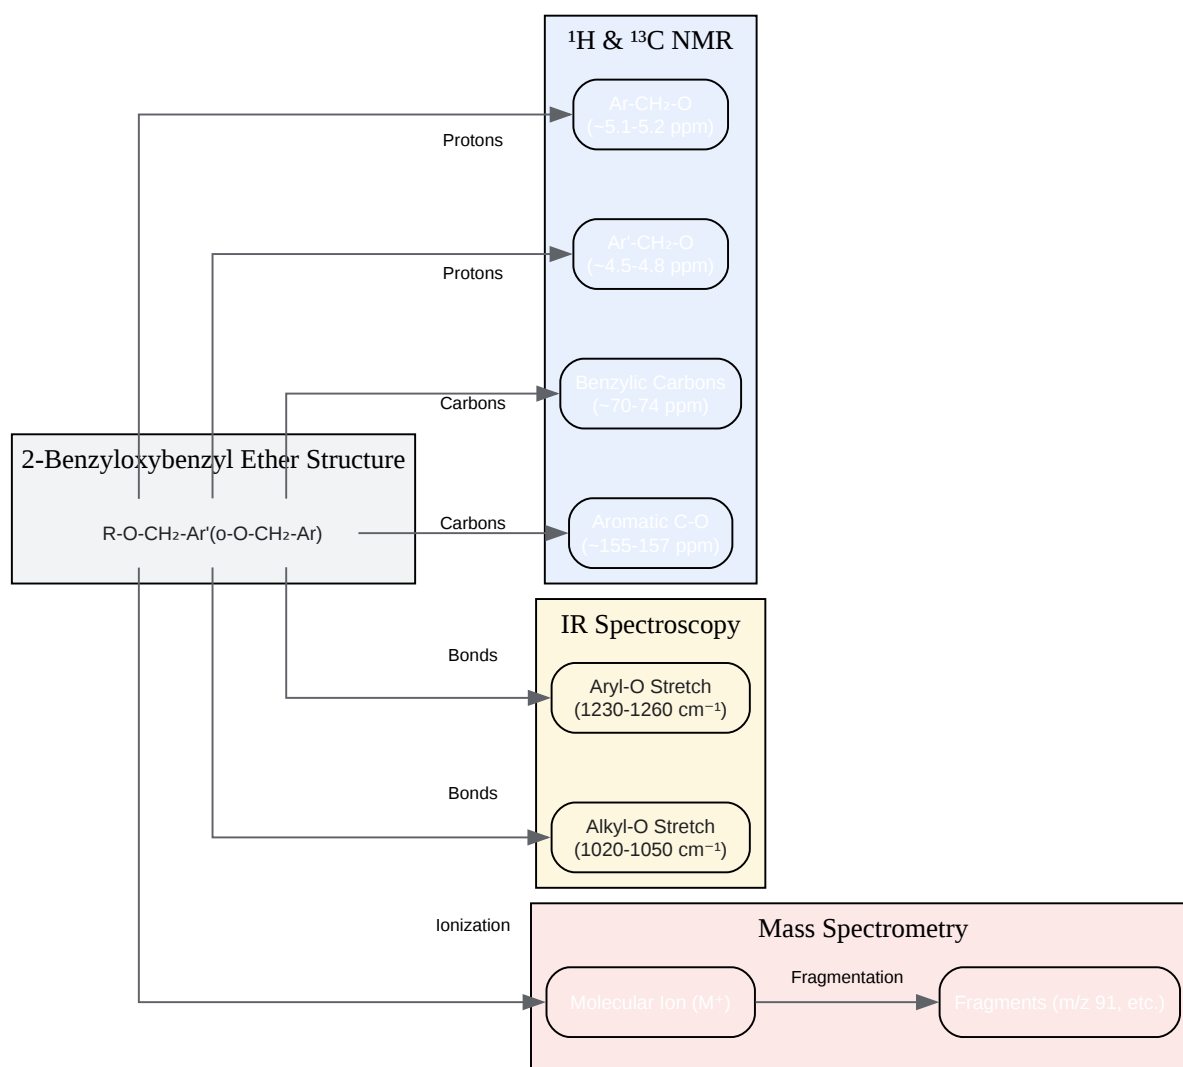 ¹H & ¹³C NMR
Ar-CH₂-O
(~5.1-5.2 ppm)
Protons
Ar'-CH₂-O
(~4.5-4.8 ppm)
Protons
Benzylic Carbons
(~70-74 ppm)
Carbons
2-Benzyloxybenzyl Ether Structure
R-O-CH₂-Ar'(o-O-CH₂-Ar)
Carbons
Aromatic C-O
(~155-157 ppm)
IR Spectroscopy
Bonds
Aryl-O Stretch
(1230-1260 cm⁻¹)
Bonds
Alkyl-O Stretch
(1020-1050 cm⁻¹)
Ionization
Mass Spectrometry
Molecular Ion (M⁺)
Fragmentation
Fragments (m/z 91, etc.)